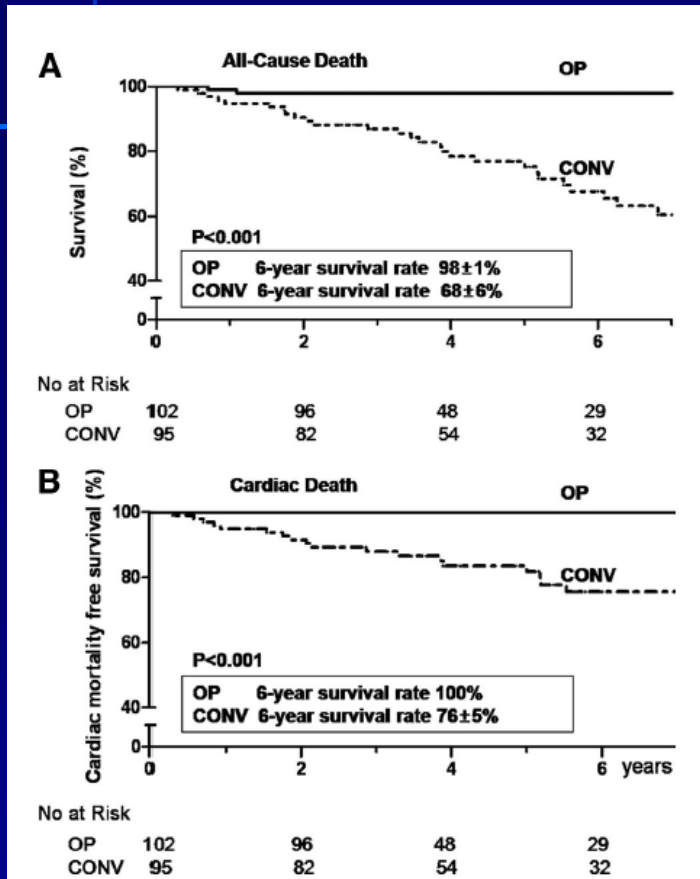 A
All-Cause Death
OP
Survival (%)
100
80
60
40
0
CONV
P<0.001
OP 6-year survival rate 98±1%
CONV 6-year survival rate 68±6%
0 2 4 6
No at Risk
OP 102 96 48 29
CONV 95 82 54 32
B
Cardiac Death
OP
Cardiac mortality free survival (%)
100
80
60
40
0
CONV
P<0.001
OP 6-year survival rate 100%
CONV 6-year survival rate 76±5%
0 2 4 6 years
No at Risk
OP 102 96 48 29
CONV 95 82 54 32